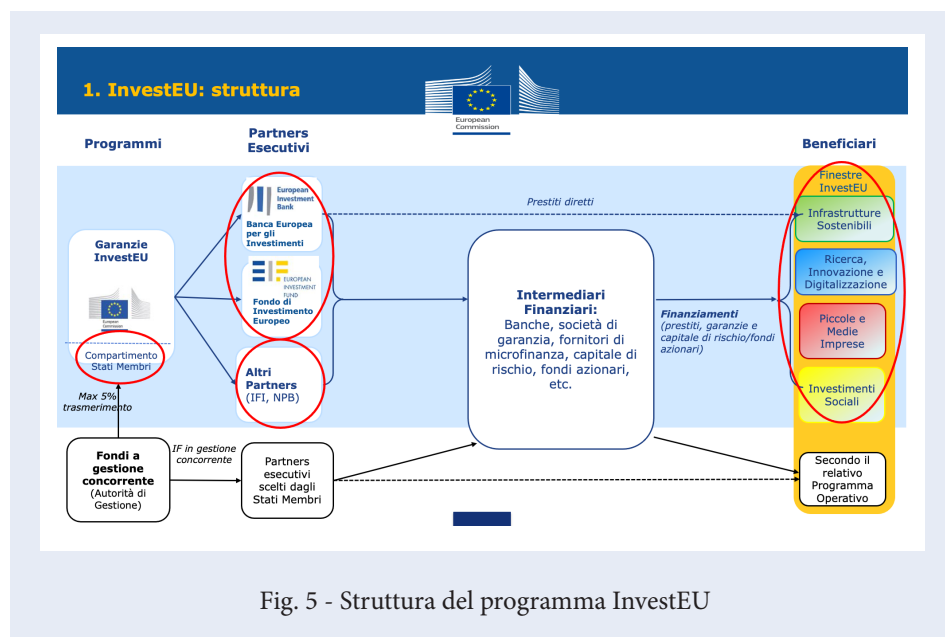 1. InvestEU: struttura
European
Commission
Programmi
Partners
Esecutivi
Beneficiari
Garanzie
InvestEU
European
Commission
Compartimento
Stati Membri
Max 5%
trasmerimento
Fondi a
gestione
concorrente
(Autorità di
Gestione)
IF in gestione
concorrente
European
Investment
Bank
Banca Europea
per gli
Investimenti
EIF
EUROPEAN
INVESTMENT
FUND
Fondo di
Investimento
Europeo
Altri
Partners
(IFI, NPB)
Partners
esecutivi
scelti dagli
Stati Membri
Prestiti diretti
Intermediari
Finanziari:
Banche, società di
garanzia, fornitori di
microfinanza, capitale di
rischio, fondi azionari,
etc.
Finanziamenti
(prestiti, garanzie e
capitale di rischio/fondi
azionari)
Finestre
InvestEU
Infrastrutture
Sostenibili
Ricerca,
Innovazione e
Digitalizzazione
Piccole e
Medie
Imprese
Investimenti
Sociali
Secondo il
relativo
Programma
Operativo
Fig. 5 - Struttura del programma InvestEU